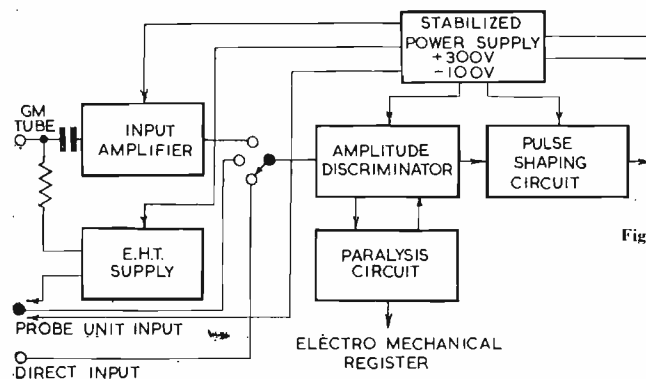 STABILIZED
POWER SUPPLY
+300V
-100V
GM
TUBE
INPUT
AMPLIFIER
AMPLITUDE
DISCRIMINATOR
PULSE
SHAPING
CIRCUIT
Fig
E.H.T.
SUPPLY
PARALYSIS
CIRCUIT
PROBE UNIT INPUT
ELECTRO MECHANICAL
REGISTER
DIRECT INPUT